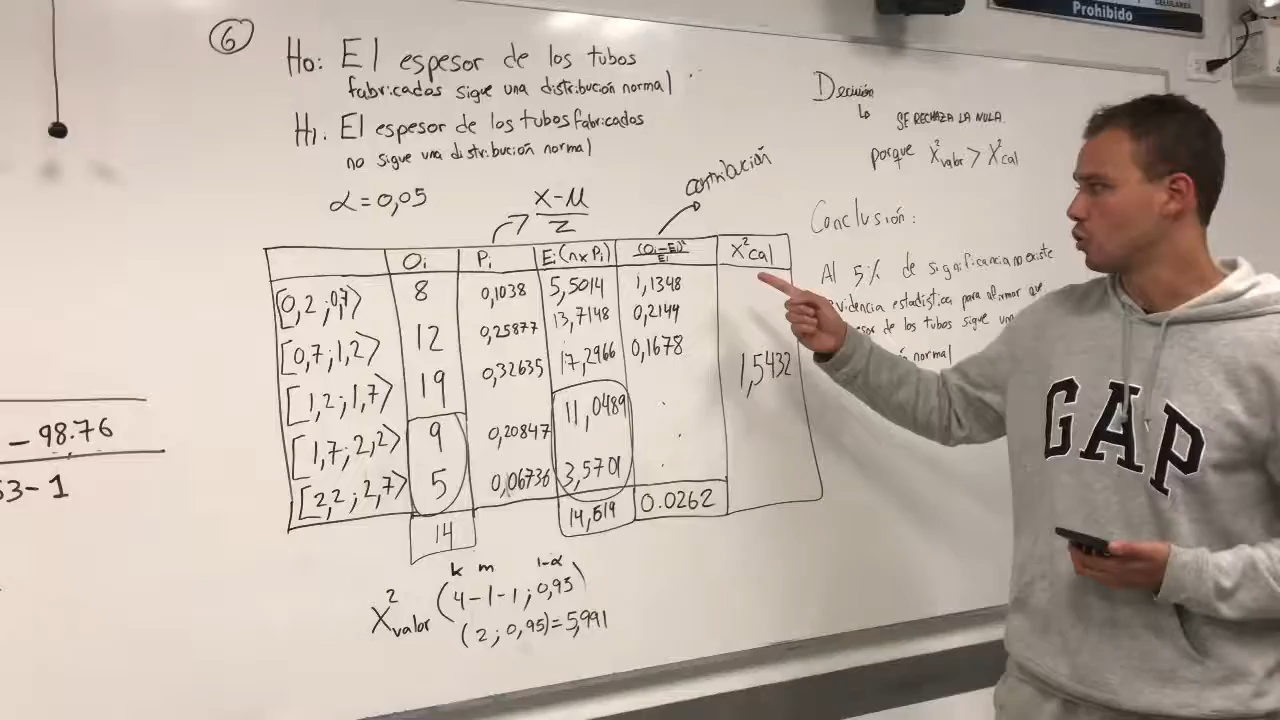 6
Ho: El espesor de los tubos
fabricados sigue una distribución normal
H1. El espesor de los tubos fabricados
no sigue una distribución normal
α = 0,05
X-μ
Z
contribución
Oi Pi Ei(nxPi) (Oi-Ei)²/Ei X²cal
[0,2 ; 0,7⟩ 8 0,1038 5,5014 1,1348
[0,7 ; 1,2⟩ 12 0,25877 13,7148 0,2144
[1,2 ; 1,7⟩ 19 0,32635 17,2966 0,1678
1,5432
[1,7 ; 2,2⟩ 9 0,20847 11,0489 .
[2,2 ; 2,7⟩ 5 0,06736 3,5701 .
14 14,619 0.0262
k m 1-α
X²valor (4-1-1 ; 0,95)
(2 ; 0,95) = 5,991
-98.76
53-1
Decisión
SE RECHAZA LA NULA.
porque X²valor > X²cal
Conclusión:
Al 5% de significancia no existe
evidencia estadística para afirmar que
de los tubos sigue
normal
CELULARES
Prohibido
GAP